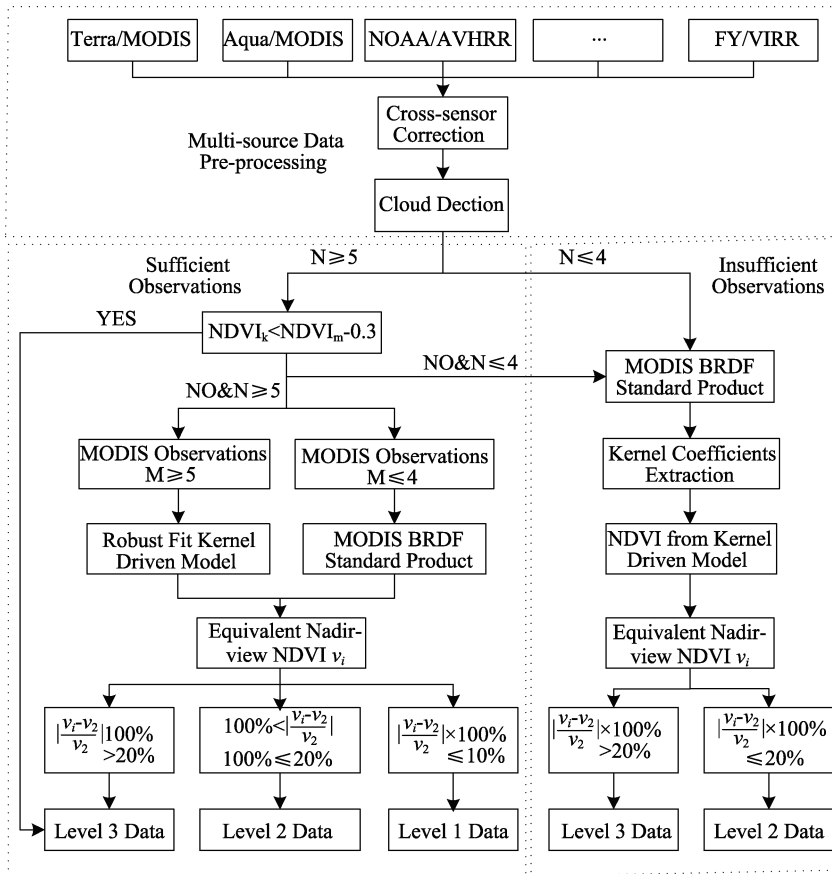 Terra/MODIS
Aqua/MODIS
NOAA/AVHRR
...
FY/VIRR
Cross-sensor
Correction
Multi-source Data
Pre-processing
Cloud Dection
Sufficient
Observations
N≥5
N≤4
Insufficient
Observations
YES
NDVIk<NDVIm-0.3
NO&N≤4
MODIS BRDF
Standard Product
NO&N≥5
MODIS Observations
M≥5
MODIS Observations
M≤4
Kernel Coefficients
Extraction
Robust Fit Kernel
Driven Model
MODIS BRDF
Standard Product
NDVI from Kernel
Driven Model
Equivalent Nadir-
view NDVI vi
Equivalent Nadir-
view NDVI vi
|vi-v2/v2|100%
>20%
100%<|vi-v2/v2|
100%≤20%
|vi-v2/v2|×100%
≤10%
|vi-v2/v2|×100%
>20%
|vi-v2/v2|×100%
≤20%
Level 3 Data
Level 2 Data
Level 1 Data
Level 3 Data
Level 2 Data